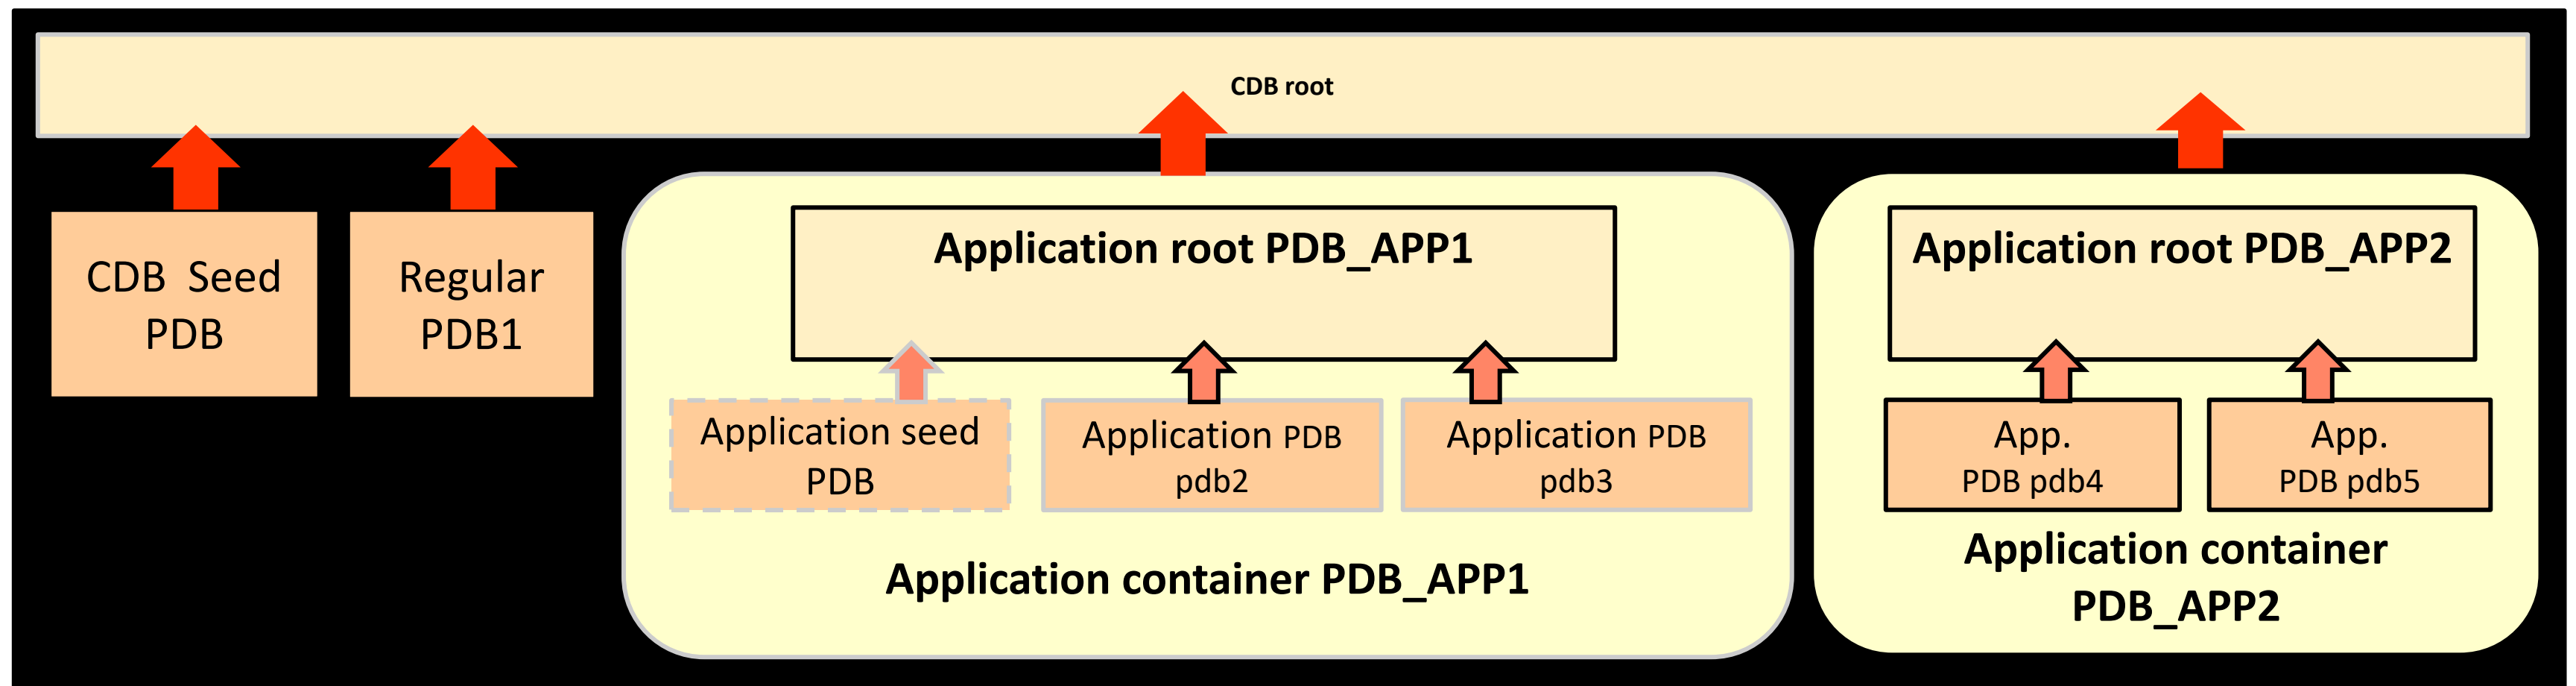 CDB root
CDB Seed
PDB
Regular
PDB1
Application root PDB_APP1
Application seed
PDB
Application PDB
pdb2
Application PDB
pdb3
Application container PDB_APP1
Application root PDB_APP2
App.
PDB pdb4
App.
PDB pdb5
Application container
PDB_APP2